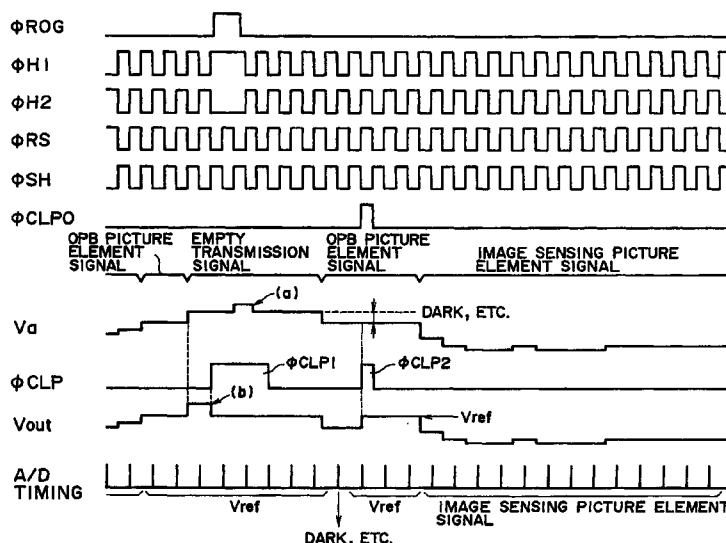 φROG
φH1
φH2
φRS
φSH
φCLPO
OPB PICTURE
ELEMENT
SIGNAL
EMPTY
TRANSMISSION
SIGNAL
OPB PICTURE
ELEMENT
SIGNAL
IMAGE SENSING PICTURE
ELEMENT SIGNAL
(a)
DARK, ETC.
Va
φCLP1
φCLP2
φCLP
(b)
Vref
Vout
A/D
TIMING
Vref
Vref
IMAGE SENSING PICTURE ELEMENT
SIGNAL
DARK, ETC.